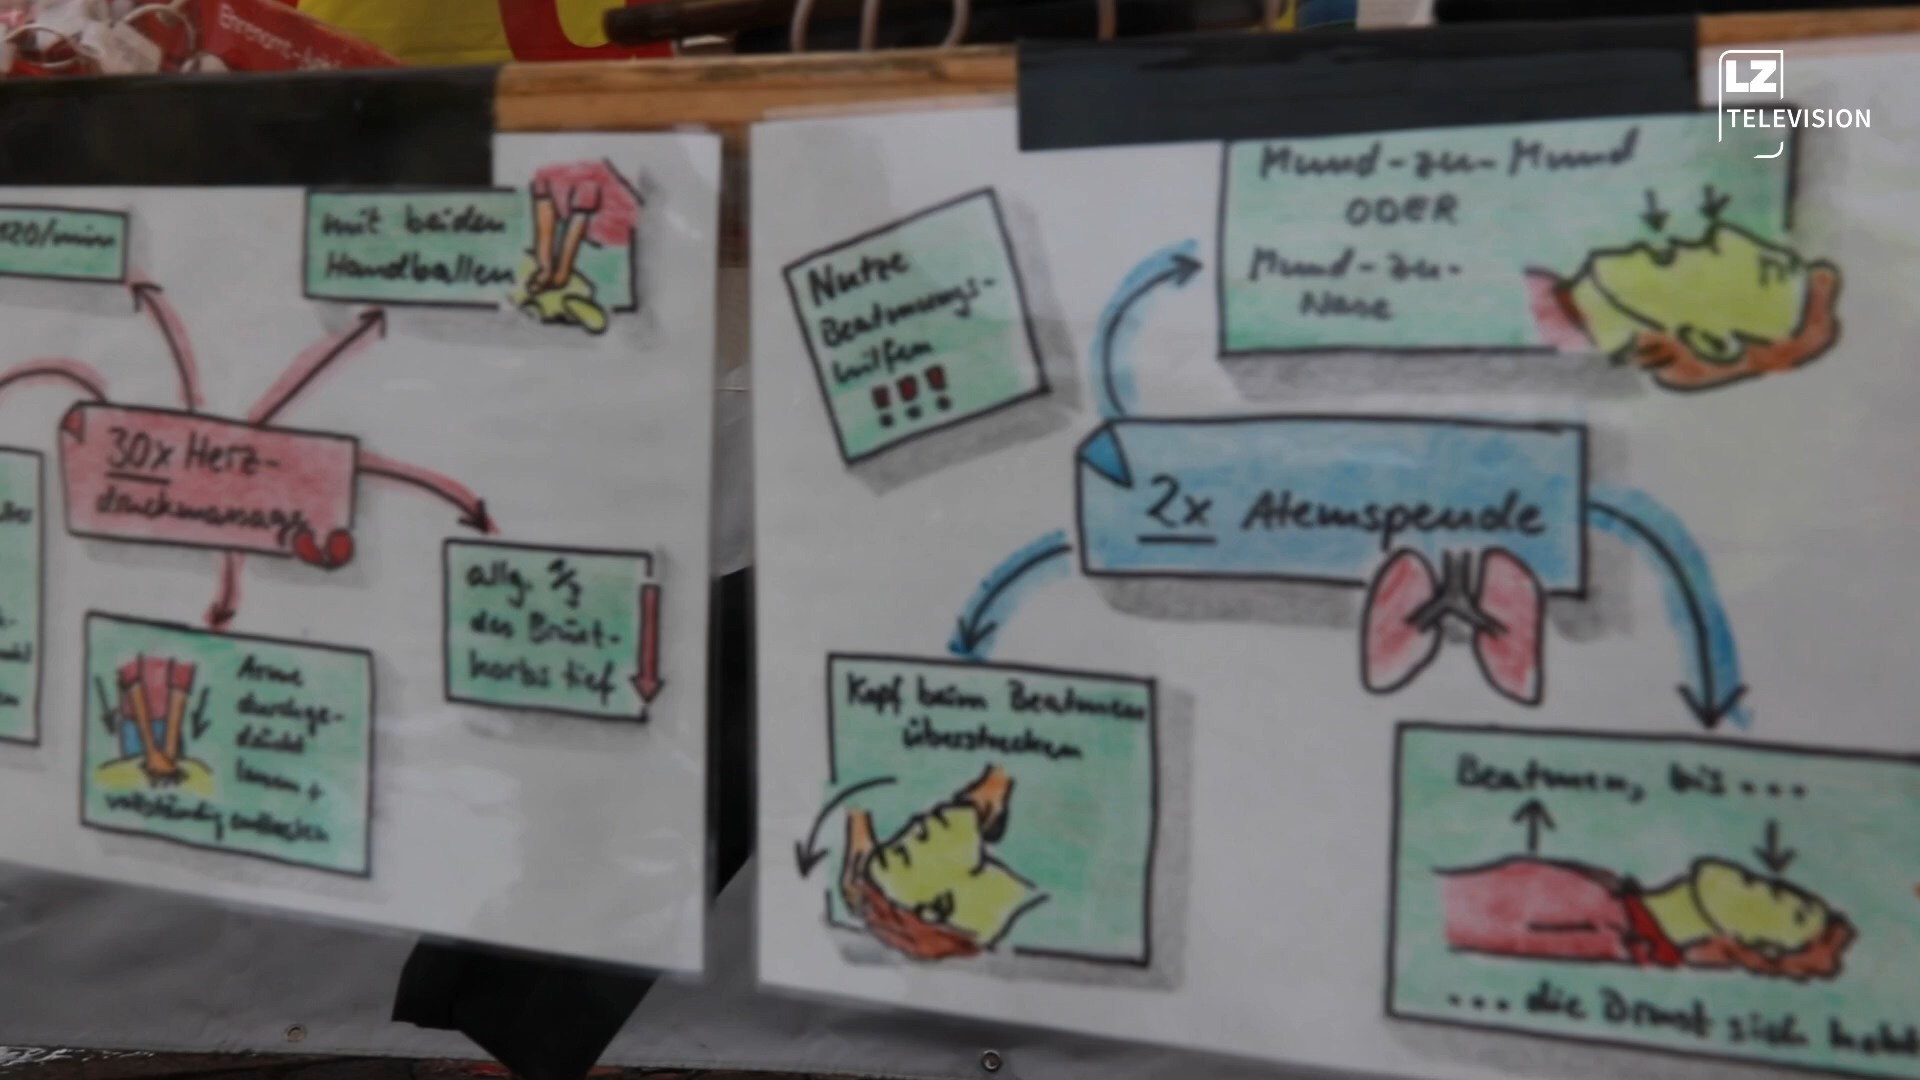 LZ
TELEVISION
120/min
mit beiden
Handballen
30x Herz-
druckmassage
allg. 1/3
des Brust-
korbs tief
Arme
durchge-
drückt
lassen +
vollständig entlasten
Nutze
Beatmungs-
hilfen
!!!
Mund-zu-Mund
ODER
Mund-zu-
Nase
2x Atemspende
Kopf beim Beatmen
überstrecken
Beatmen, bis...
... die Brust sich hebt